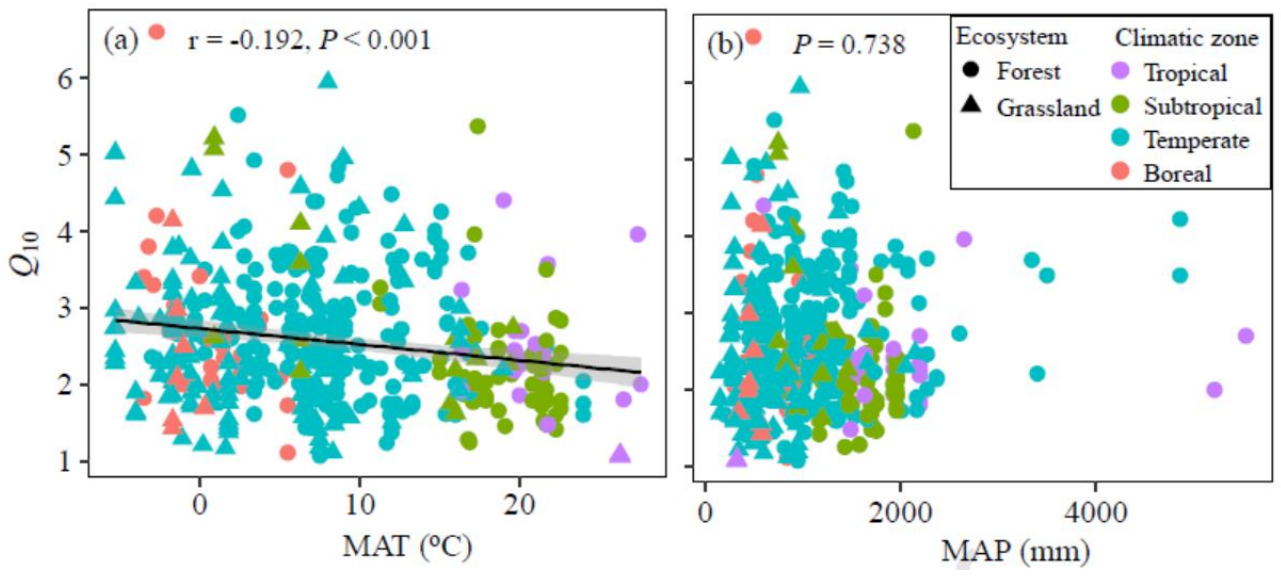 (a)
r = -0.192, P < 0.001
Q10
6
5
4
3
2
1
0
10
20
MAT (ºC)
(b)
P = 0.738
Ecosystem
Forest
Grassland
Climatic zone
Tropical
Subtropical
Temperate
Boreal
0
2000
4000
MAP (mm)